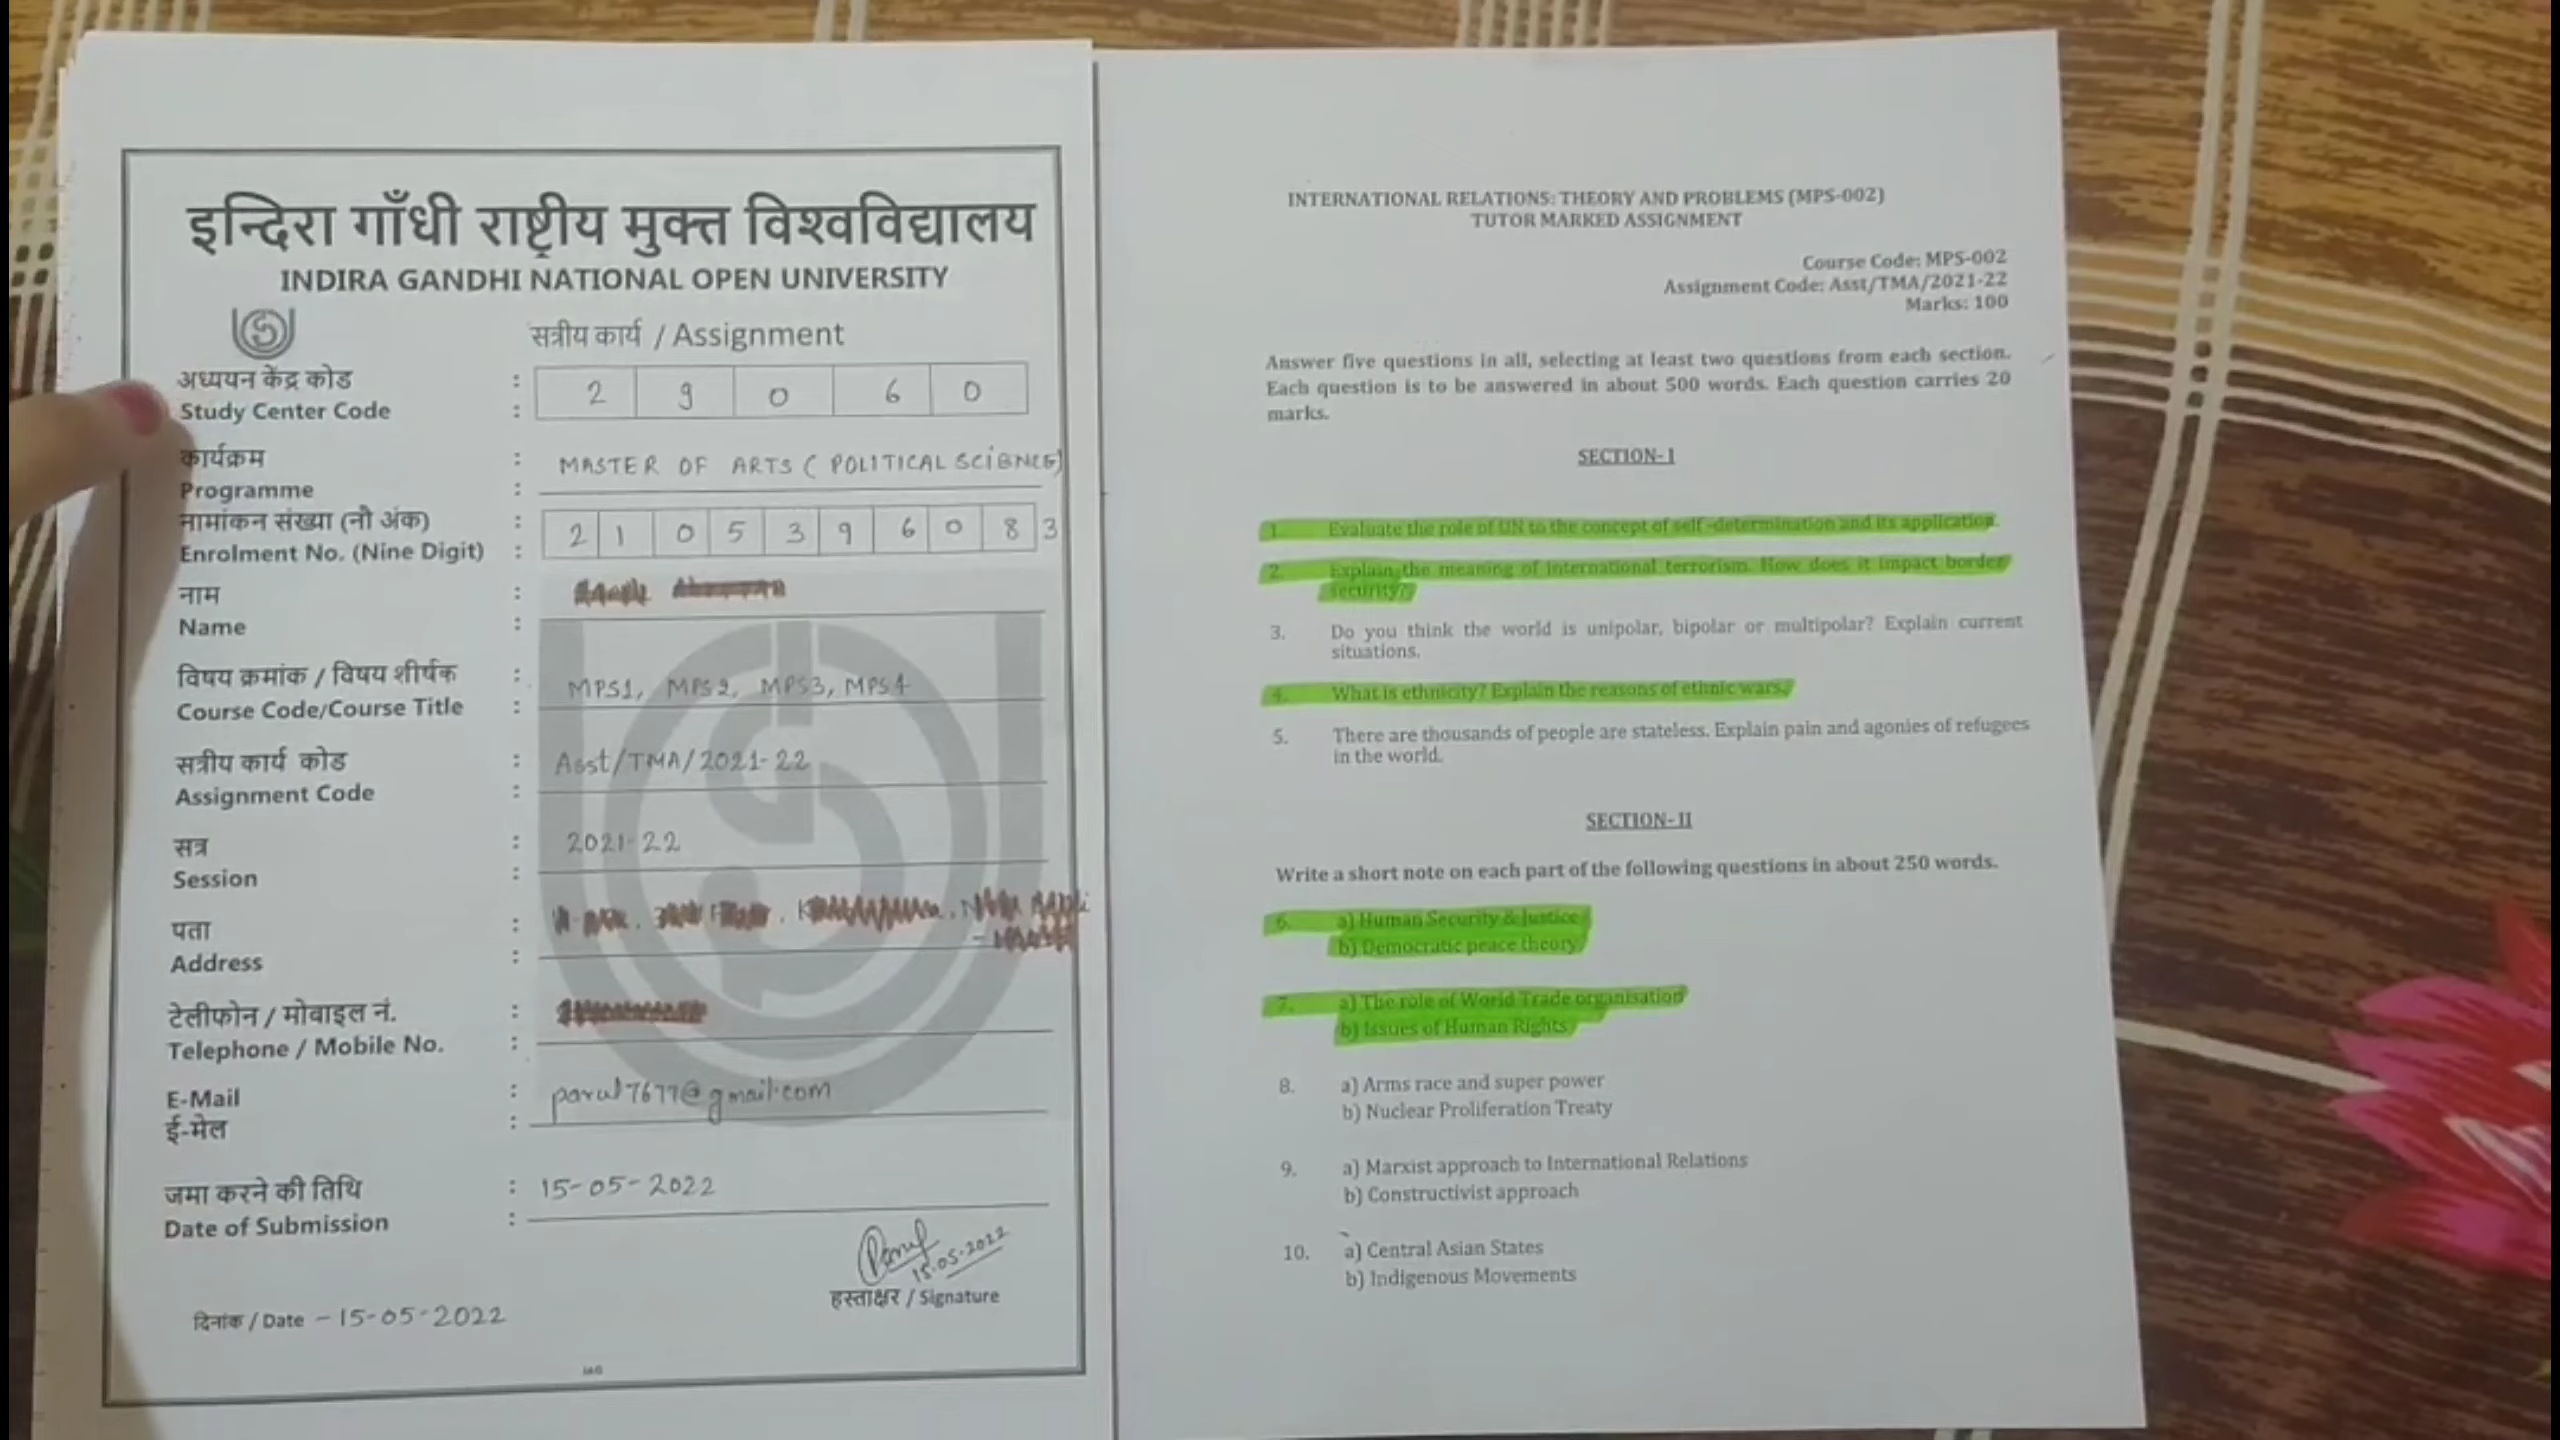 इन्दिरा गाँधी राष्ट्रीय मुक्त विश्वविद्यालय
INDIRA GANDHI NATIONAL OPEN UNIVERSITY
सत्रीय कार्य / Assignment
अध्ययन केंद्र कोड : 2 9 0 6 0
Study Center Code :
कार्यक्रम : MASTER OF ARTS ( POLITICAL SCIENCE)
Programme :
नामांकन संख्या (नौ अंक) : 2 1 0 5 3 9 6 0 8 3
Enrolment No. (Nine Digit) :
नाम :
Name :
विषय क्रमांक / विषय शीर्षक : MPS1, MPS2, MPS3, MPS4
Course Code/Course Title :
सत्रीय कार्य कोड : Asst/TMA/2021-22
Assignment Code :
सत्र : 2021-22
Session :
पता :
Address :
टेलीफोन / मोबाइल नं. :
Telephone / Mobile No. :
E-Mail : parul7677@gmail.com
ई-मेल :
जमा करने की तिथि : 15-05-2022
Date of Submission :
15.05.2022
हस्ताक्षर / Signature
दिनांक / Date - 15-05-2022
INTERNATIONAL RELATIONS: THEORY AND PROBLEMS (MPS-002)
TUTOR MARKED ASSIGNMENT
Course Code: MPS-002
Assignment Code: Asst/TMA/2021-22
Marks: 100
Answer five questions in all, selecting at least two questions from each section.
Each question is to be answered in about 500 words. Each question carries 20
marks.
SECTION- I
1. Evaluate the role of UN to the concept of self -determination and its application.
2. Explain the meaning of international terrorism. How does it impact border
security?
3. Do you think the world is unipolar, bipolar or multipolar? Explain current
situations.
4. What is ethnicity? Explain the reasons of ethnic wars.
5. There are thousands of people are stateless. Explain pain and agonies of refugees
in the world.
SECTION- II
Write a short note on each part of the following questions in about 250 words.
6. a) Human Security & Justice
b) Democratic peace theory
7. a) The role of World Trade organisation
b) Issues of Human Rights
8. a) Arms race and super power
b) Nuclear Proliferation Treaty
9. a) Marxist approach to International Relations
b) Constructivist approach
10. a) Central Asian States
b) Indigenous Movements